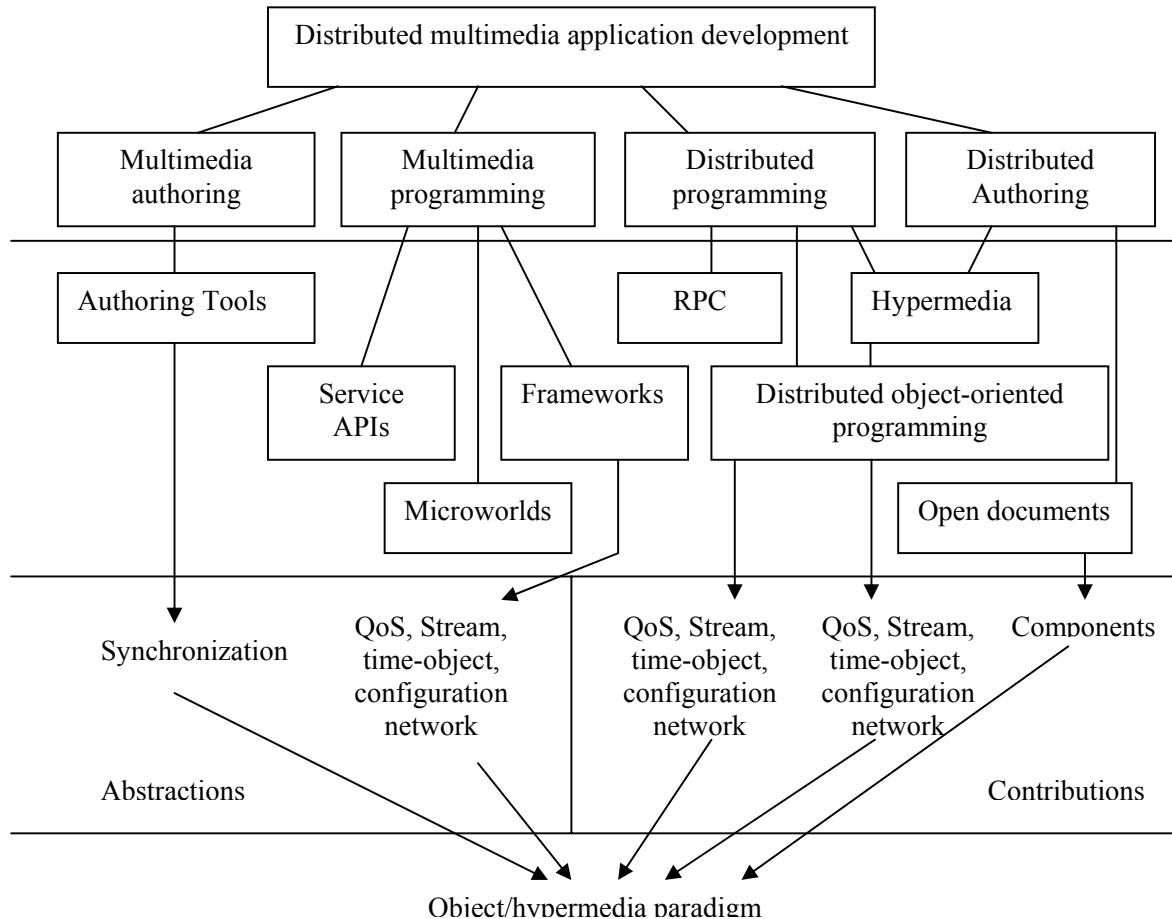 Distributed multimedia application development
Multimedia
authoring
Multimedia
programming
Distributed
programming
Distributed
Authoring
Authoring Tools
RPC
Hypermedia
Service
APIs
Frameworks
Distributed object-oriented
programming
Microworlds
Open documents
Synchronization
QoS, Stream,
time-object,
configuration
network
QoS, Stream,
time-object,
configuration
network
QoS, Stream,
time-object,
configuration
network
Components
Abstractions
Contributions
Object/hypermedia paradigm